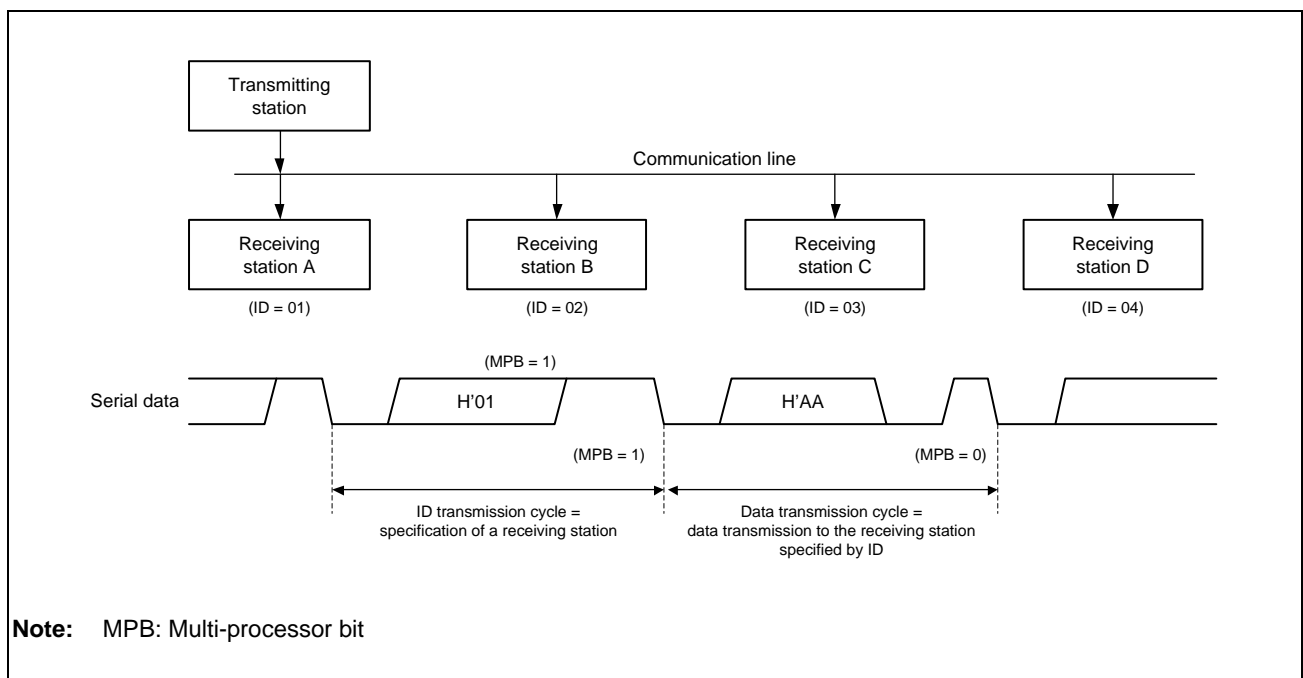 Transmitting
station
Communication line
Receiving
station A
Receiving
station B
Receiving
station C
Receiving
station D
(ID = 01)
(ID = 02)
(ID = 03)
(ID = 04)
(MPB = 1)
Serial data
H'01
H'AA
(MPB = 1)
(MPB = 0)
ID transmission cycle =
specification of a receiving station
Data transmission cycle =
data transmission to the receiving station
specified by ID
Note: MPB: Multi-processor bit